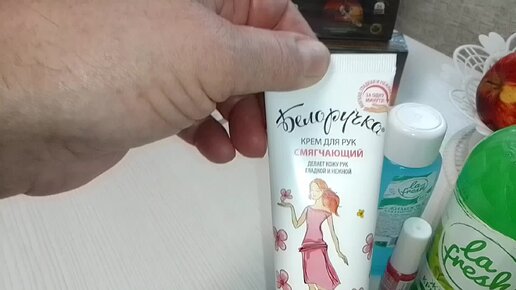 ЗА ОДНУ
МИНУТУ
Белоручка
КРЕМ ДЛЯ РУК
СМЯГЧАЮЩИЙ
ДЕЛАЕТ КОЖУ РУК
ГЛАДКОЙ И НЕЖНОЙ
la
fresh
la
fresh